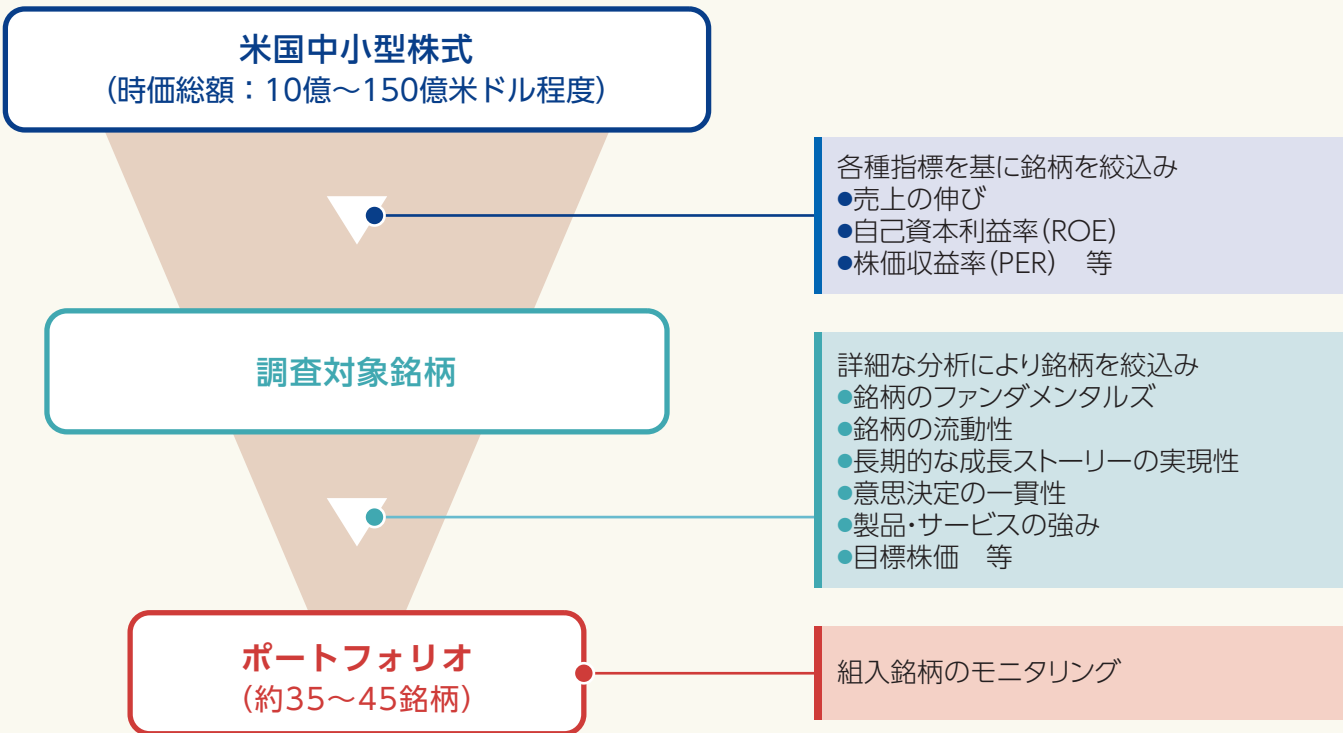 米国中小型株式
(時価総額：10億～150億米ドル程度)
各種指標を基に銘柄を絞込み
●売上の伸び
●自己資本利益率(ROE)
●株価収益率(PER)　等
調査対象銘柄
詳細な分析により銘柄を絞込み
●銘柄のファンダメンタルズ
●銘柄の流動性
●長期的な成長ストーリーの実現性
●意思決定の一貫性
●製品・サービスの強み
●目標株価　等
ポートフォリオ
(約35～45銘柄)
組入銘柄のモニタリング